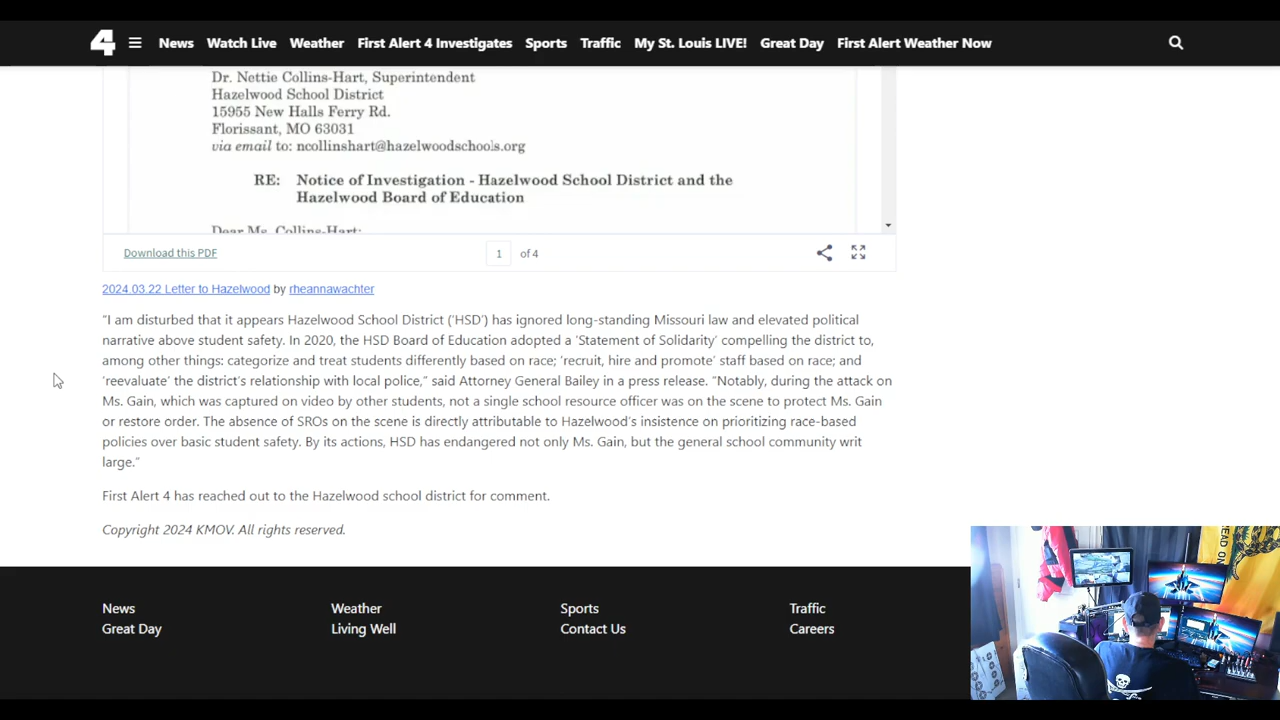 4 News Watch Live Weather First Alert 4 Investigates Sports Traffic My St. Louis LIVE! Great Day First Alert Weather Now
Dr. Nettie Collins-Hart, Superintendent
Hazelwood School District
15955 New Halls Ferry Rd.
Florissant, MO 63031
via email to: ncollinshart@hazelwoodschools.org
RE: Notice of Investigation - Hazelwood School District and the
Hazelwood Board of Education
Dear Ms. Collins-Hart:
Download this PDF 1 of 4
2024.03.22 Letter to Hazelwood by rheannawachter
“I am disturbed that it appears Hazelwood School District (‘HSD’) has ignored long-standing Missouri law and elevated political
narrative above student safety. In 2020, the HSD Board of Education adopted a ‘Statement of Solidarity’ compelling the district to,
among other things: categorize and treat students differently based on race; ‘recruit, hire and promote’ staff based on race; and
‘reevaluate’ the district’s relationship with local police,” said Attorney General Bailey in a press release. “Notably, during the attack on
Ms. Gain, which was captured on video by other students, not a single school resource officer was on the scene to protect Ms. Gain
or restore order. The absence of SROs on the scene is directly attributable to Hazelwood’s insistence on prioritizing race-based
policies over basic student safety. By its actions, HSD has endangered not only Ms. Gain, but the general school community writ
large.”
First Alert 4 has reached out to the Hazelwood school district for comment.
Copyright 2024 KMOV. All rights reserved.
News Weather Sports Traffic
Great Day Living Well Contact Us Careers